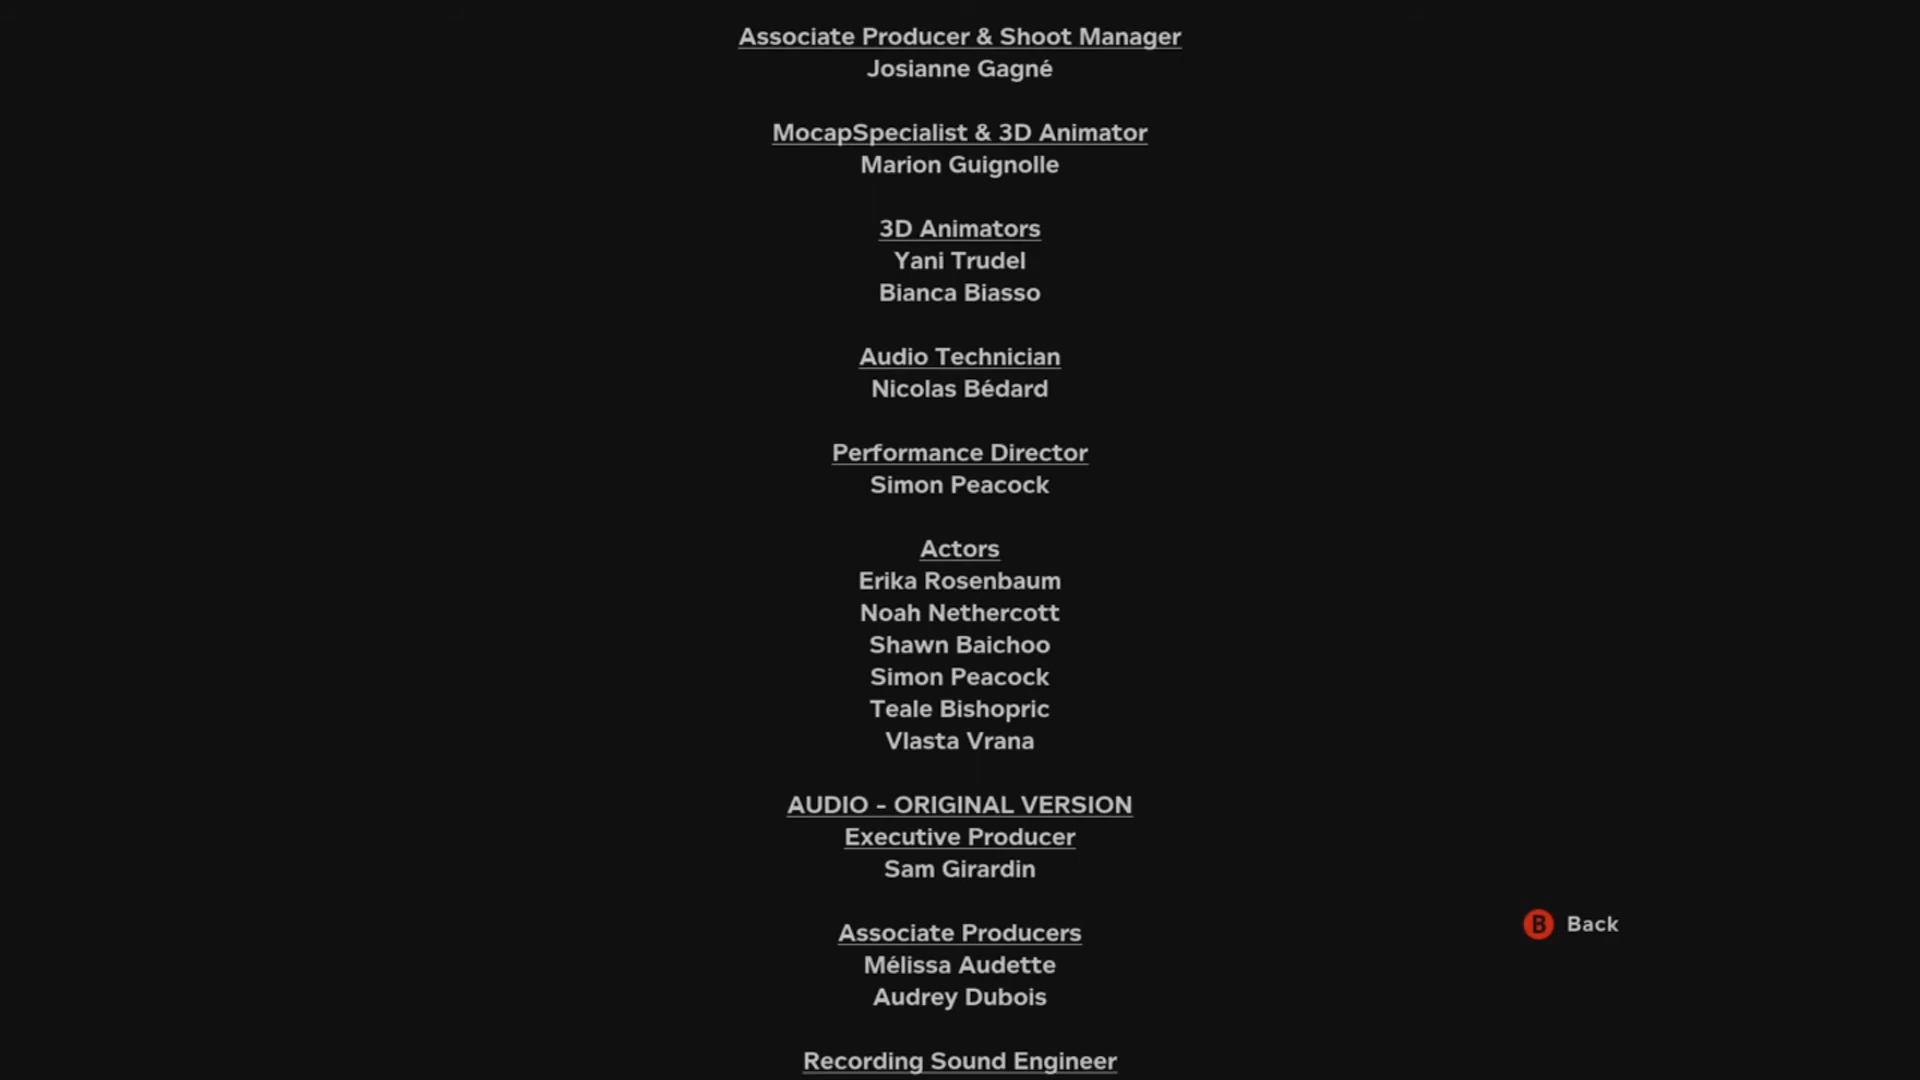 Associate Producer & Shoot Manager
Josianne Gagné
MocapSpecialist & 3D Animator
Marion Guignolle
3D Animators
Yani Trudel
Bianca Biasso
Audio Technician
Nicolas Bédard
Performance Director
Simon Peacock
Actors
Erika Rosenbaum
Noah Nethercott
Shawn Baichoo
Simon Peacock
Teale Bishopric
Vlasta Vrana
AUDIO - ORIGINAL VERSION
Executive Producer
Sam Girardin
B Back
Associate Producers
Mélissa Audette
Audrey Dubois
Recording Sound Engineer